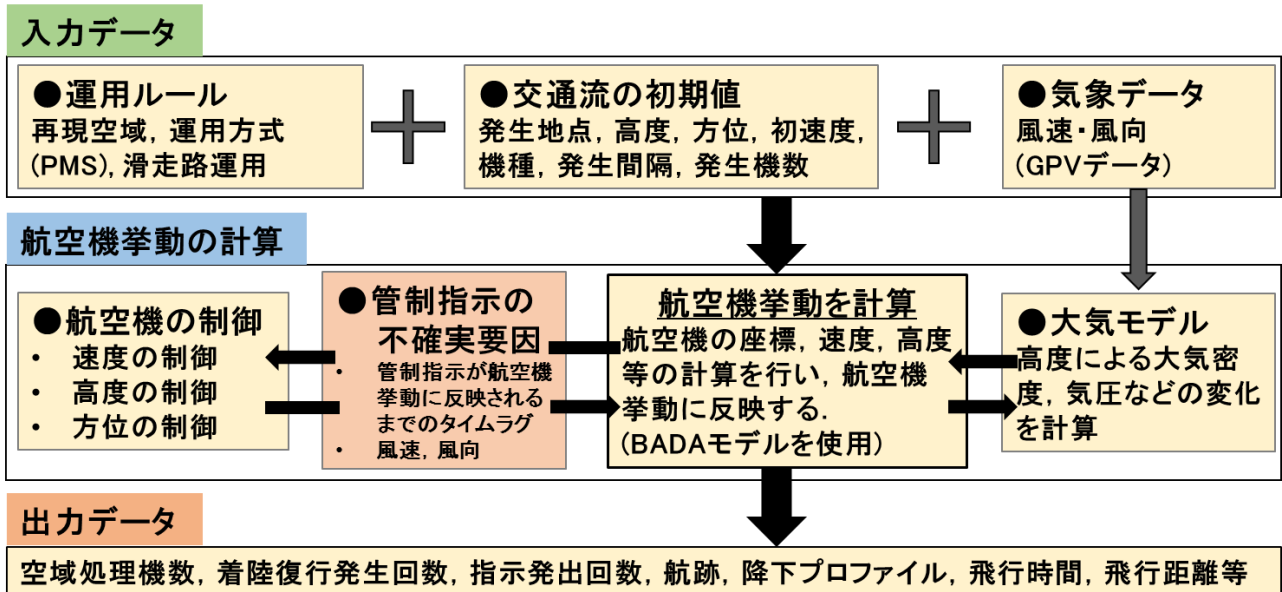 入力データ
●運用ルール
再現空域, 運用方式
(PMS), 滑走路運用
●交通流の初期値
発生地点, 高度, 方位, 初速度,
機種, 発生間隔, 発生機数
●気象データ
風速・風向
(GPVデータ)
航空機挙動の計算
●航空機の制御
・ 速度の制御
・ 高度の制御
・ 方位の制御
●管制指示の
不確実要因
・ 管制指示が航空機
挙動に反映される
までのタイムラグ
・ 風速, 風向
航空機挙動を計算
航空機の座標, 速度, 高度
等の計算を行い, 航空機
挙動に反映する.
(BADAモデルを使用)
●大気モデル
高度による大気密
度, 気圧などの変化
を計算
出力データ
空域処理機数, 着陸復行発生回数, 指示発出回数, 航跡, 降下プロファイル, 飛行時間, 飛行距離等